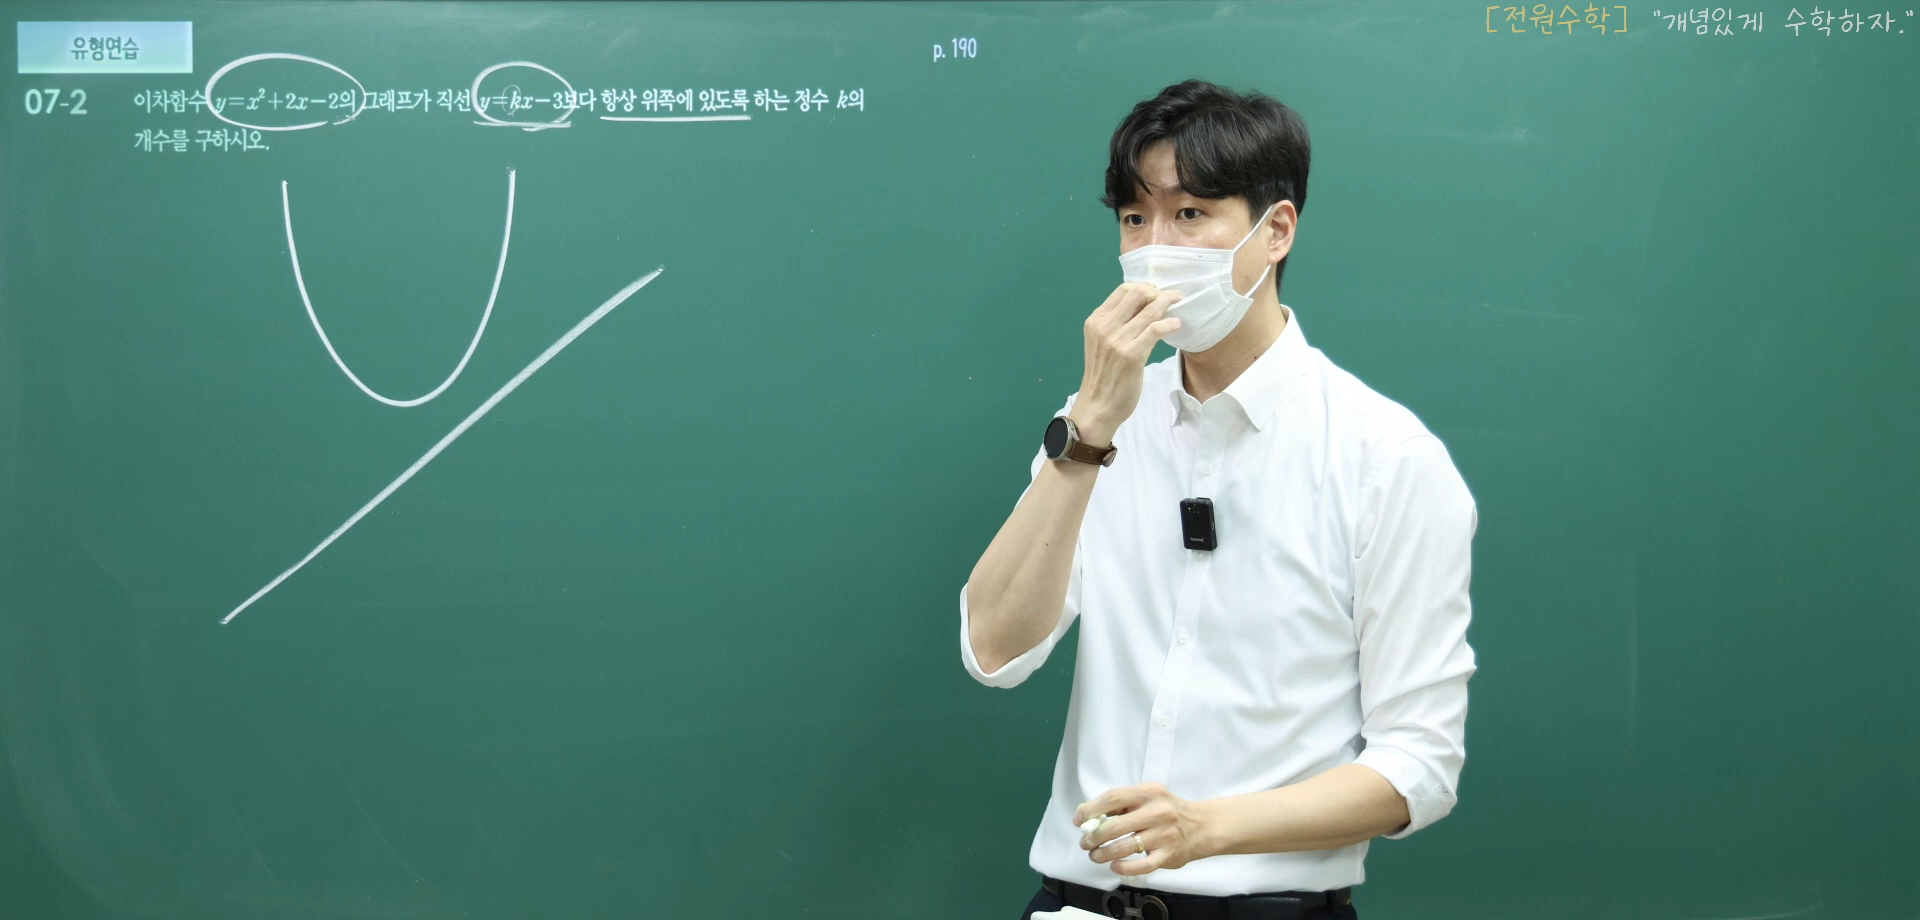 [전원수학] "개념있게 수학하자."
유형연습
p. 190
07-2 이차함수 y=x²+2x-2의 그래프가 직선 y=kx-3보다 항상 위쪽에 있도록 하는 정수 k의
개수를 구하시오.